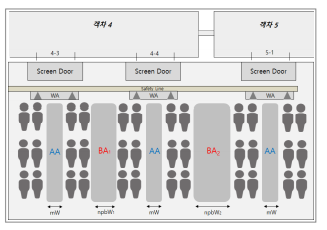 객차 4 객차 5
4-3 4-4 5-1
Screen Door Screen Door Screen Door
Safety Line
WA WA WA
AA BA₁ AA BA₂ AA
mW npbW₁ mW npbW₂ mW